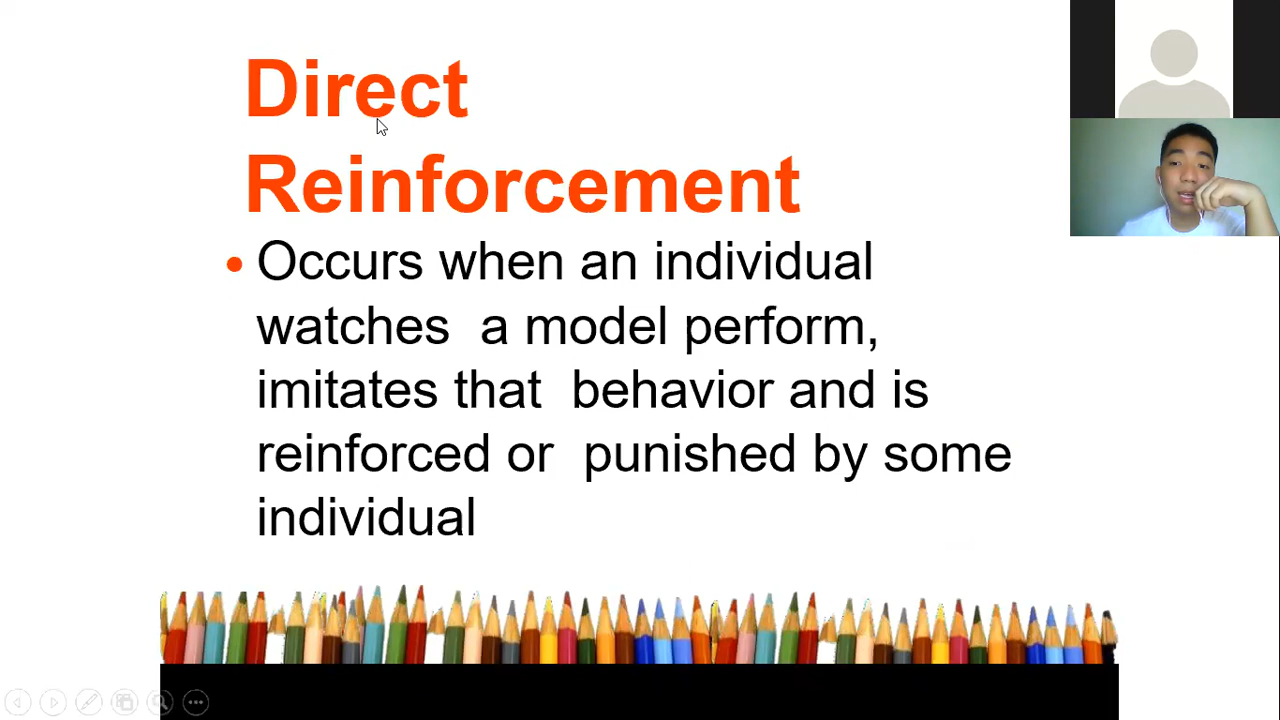 Direct
Reinforcement
• Occurs when an individual
watches a model perform,
imitates that behavior and is
reinforced or punished by some
individual